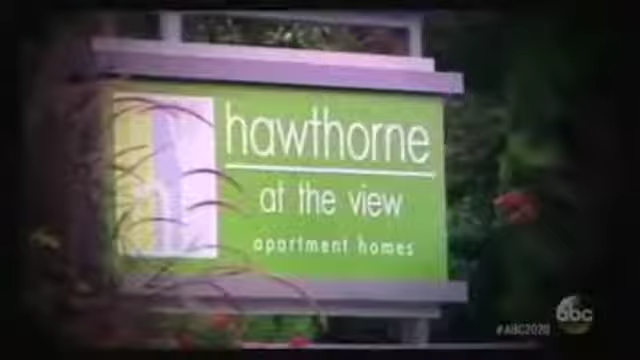 hawthorne
at the view
apartment homes
h
abc
#ABC2020